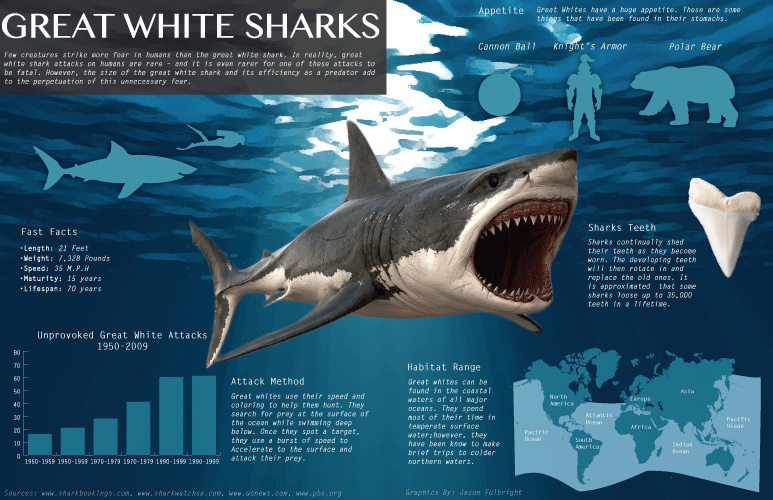 GREAT WHITE SHARKS
Few creatures strike more fear in humans than the great white shark. In reality, great
white shark attacks on humans are rare - and it is even rarer for one of these attacks to
be fatal. However, the size of the great white shark and its efficiency as a predator add
to the perpetuation of this unnecessary fear.
Appetite
Great Whites have a huge appetite. These are some
things that have been found in their stomachs.
Cannon Ball
Knight's Armor
Polar Bear
Fast Facts
•Length: 21 Feet
•Weight: 7,328 Pounds
•Speed: 35 M.P.H
•Maturity: 15 years
•Lifespan: 70 years
Sharks Teeth
Sharks continually shed
their teeth as they become
worn. The developing teeth
will then rotate in and
replace the old ones. It
is approximated that some
sharks loose up to 35,000
teeth in a lifetime.
Unprovoked Great White Attacks
1950-2009
80
70
60
50
40
30
20
10
0
1950-1959 1950-1959 1970-1979 1970-1979 1990-1999 1990-1999
Attack Method
Great whites use their speed and
coloring to help them hunt. They
search for prey at the surface of
the ocean while swimming deep
below. Once they spot a target,
they use a burst of speed to
Accelerate to the surface and
attack their prey.
Habitat Range
Great whites can be
found in the coastal
waters of all major
oceans. They spend
most of their time in
temperate surface
water;however, they
have been know to make
brief trips to colder
northern waters.
North
America
Europe
Asia
Atlantic
Ocean
Africa
Pacific
Ocean
Pacific
Ocean
South
America
Indian
Ocean
Sources: www.sharkbookings.com, www.sharkwatchsa.com, www.usnews.com, www.pbs.org
Graphics By: Jason Fulbright